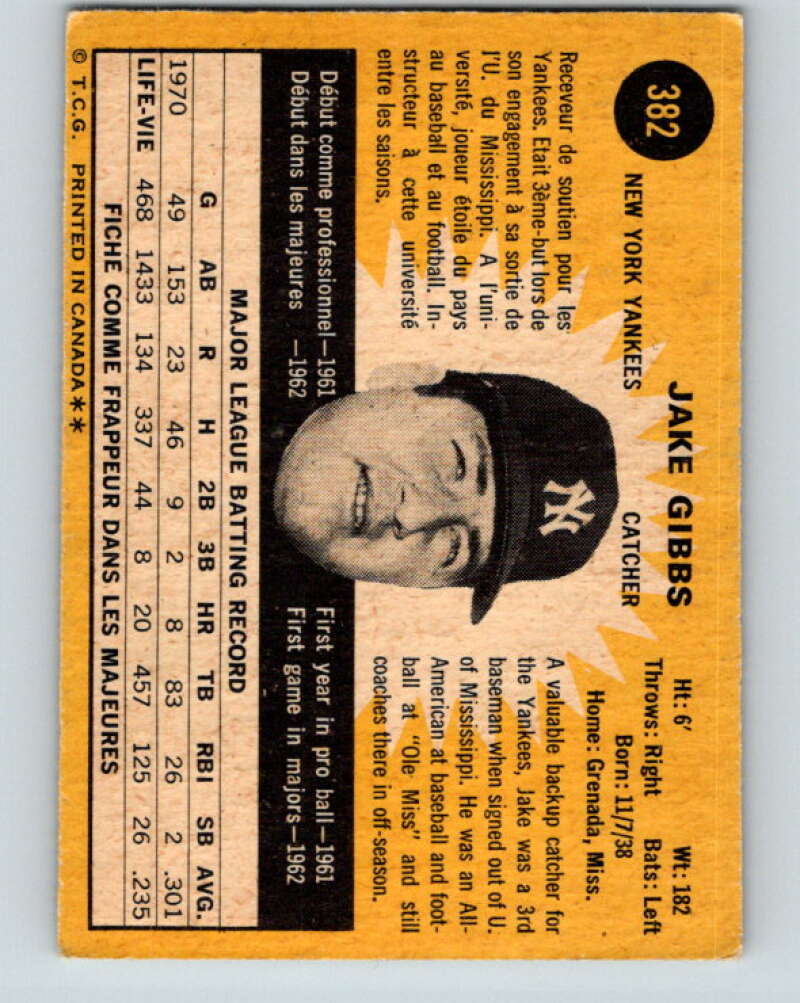 382
JAKE GIBBS
NEW YORK YANKEES CATCHER
Ht: 6' Wt: 182
Throws: Right Bats: Left
Born: 11/7/38
Home: Grenada, Miss.
Receveur de soutien pour les
Yankees. Etait 3ème-but lors de
son engagement à sa sortie de
l'U. du Mississippi. A l'uni-
versité, joueur étoile du pays
au baseball et au football. In-
structeur à cette université
entre les saisons.
A valuable backup catcher for
the Yankees, Jake was a 3rd
baseman when signed out of U.
of Mississippi. He was an All-
American at baseball and foot-
ball at "Ole Miss" and still
coaches there in off-season.
NY
Début comme professionnel—1961
Début dans les majeures —1962
First year in pro ball—1961
First game in majors—1962
MAJOR LEAGUE BATTING RECORD
G AB R H 2B 3B HR TB RBI SB AVG.
1970 49 153 23 46 9 2 8 83 26 2 .301
LIFE-VIE 468 1433 134 337 44 8 20 457 125 26 .235
FICHE COMME FRAPPEUR DANS LES MAJEURES
© T.C.G. PRINTED IN CANADA**